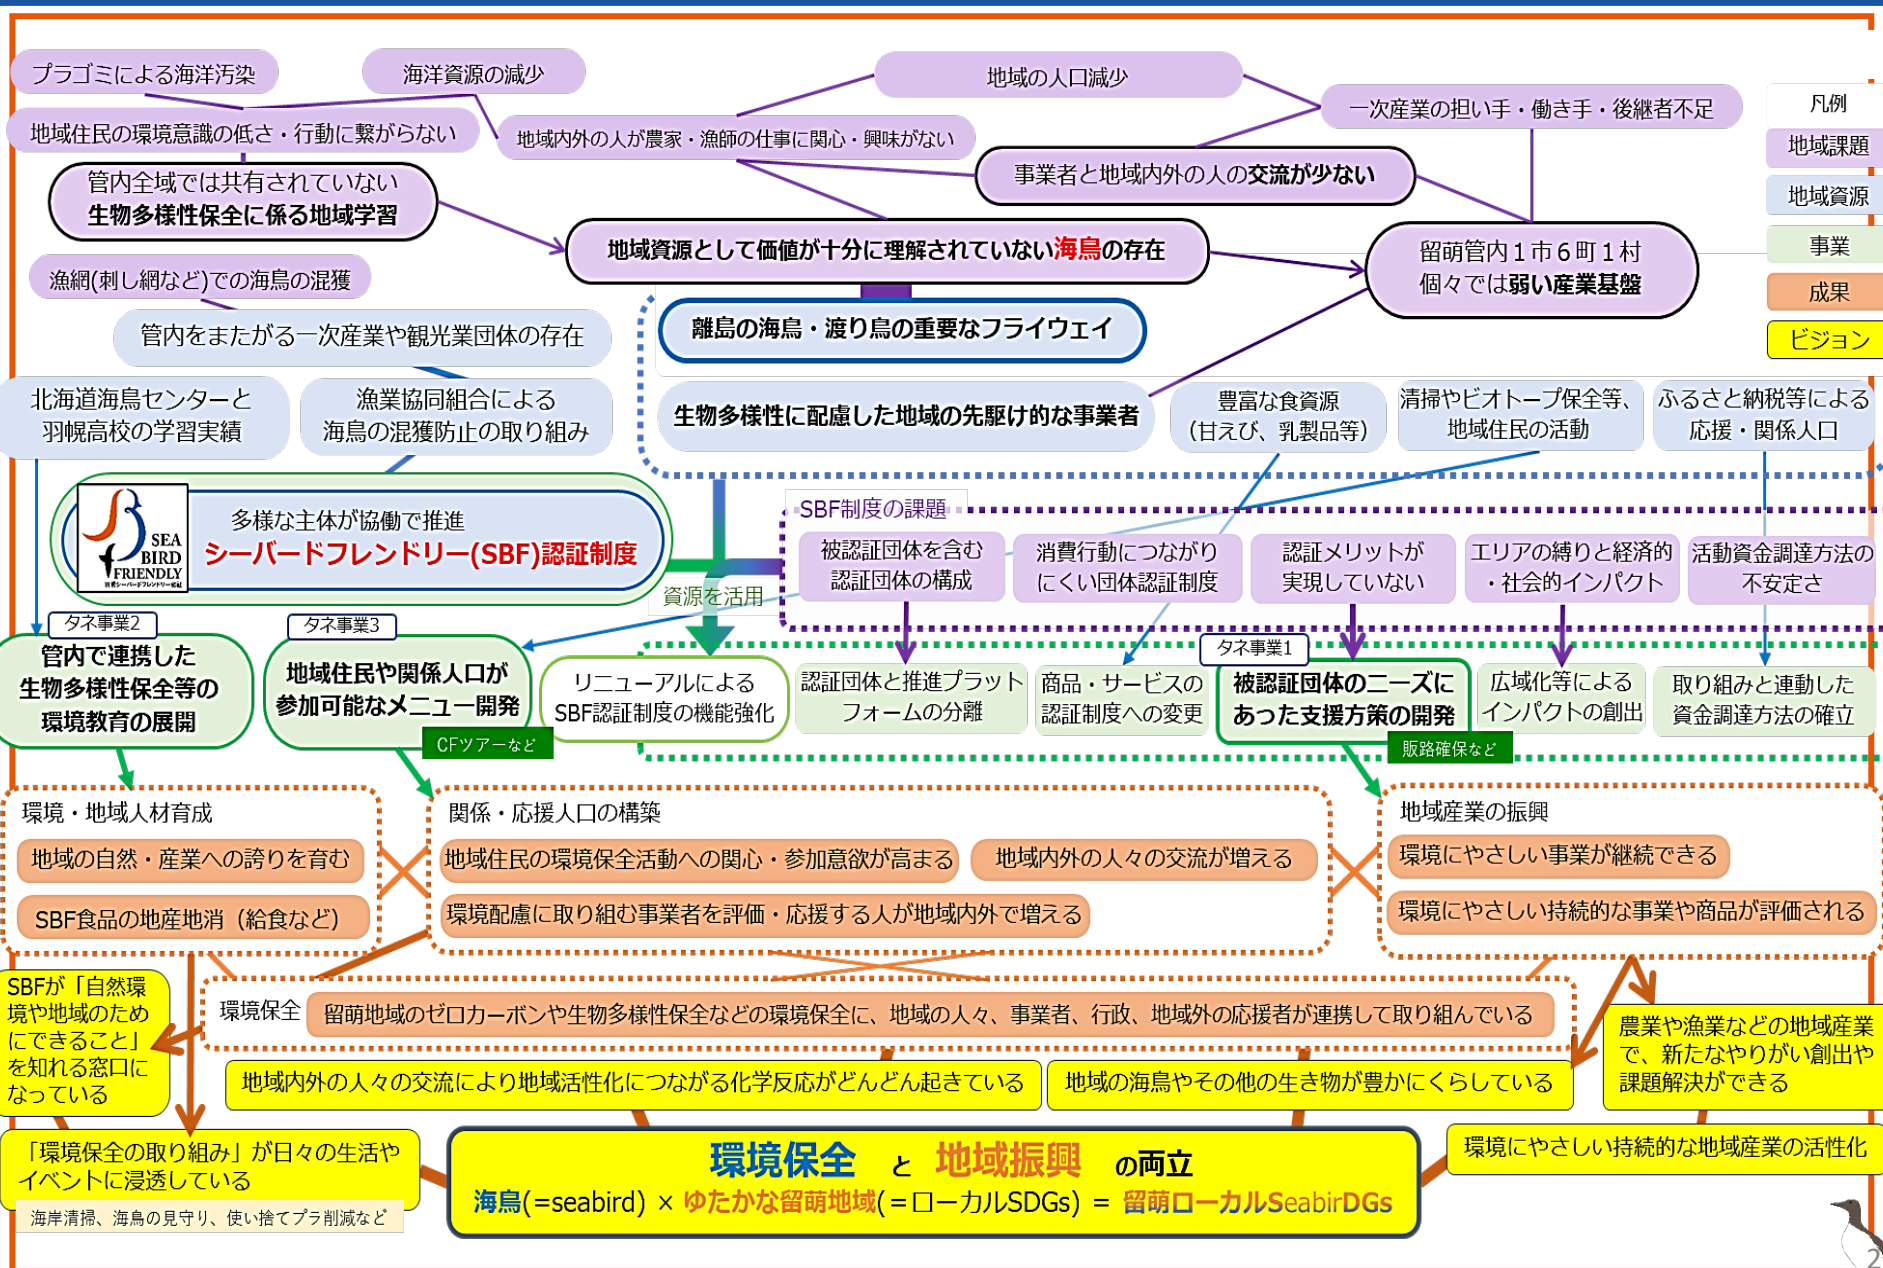 プラゴミによる海洋汚染
海洋資源の減少
地域の人口減少
一次産業の担い手・働き手・後継者不足
凡例
地域課題
地域資源
事業
成果
ビジョン
地域住民の環境意識の低さ・行動に繋がらない
地域内外の人が農家・漁師の仕事に関心・興味がない
事業者と地域内外の人の交流が少ない
管内全域では共有されていない
生物多様性保全に係る地域学習
地域資源として価値が十分に理解されていない海鳥の存在
留萌管内1市6町1村
個々では弱い産業基盤
漁網(刺し網など)での海鳥の混獲
管内をまたがる一次産業や観光業団体の存在
離島の海鳥・渡り鳥の重要なフライウェイ
北海道海鳥センターと
羽幌高校の学習実績
漁業協同組合による
海鳥の混獲防止の取り組み
生物多様性に配慮した地域の先駆け的な事業者
豊富な食資源
（甘えび、乳製品等）
清掃やビオトープ保全等、
地域住民の活動
ふるさと納税等による
応援・関係人口
SEA
BIRD
FRIENDLY
羽幌シーバードフレンドリー認証
多様な主体が協働で推進
シーバードフレンドリー(SBF)認証制度
資源を活用
SBF制度の課題
被認証団体を含む
認証団体の構成
消費行動につながり
にくい団体認証制度
認証メリットが
実現していない
エリアの縛りと経済的
・社会的インパクト
活動資金調達方法の
不安定さ
タネ事業2
管内で連携した
生物多様性保全等の
環境教育の展開
タネ事業3
地域住民や関係人口が
参加可能なメニュー開発
CFツアーなど
リニューアルによる
SBF認証制度の機能強化
認証団体と推進プラット
フォームの分離
商品・サービスの
認証制度への変更
タネ事業1
被認証団体のニーズに
あった支援方策の開発
販路確保など
広域化等による
インパクトの創出
取り組みと連動した
資金調達方法の確立
環境・地域人材育成
地域の自然・産業への誇りを育む
SBF食品の地産地消（給食など）
関係・応援人口の構築
地域住民の環境保全活動への関心・参加意欲が高まる
地域内外の人々の交流が増える
環境配慮に取り組む事業者を評価・応援する人が地域内外で増える
地域産業の振興
環境にやさしい事業が継続できる
環境にやさしい持続的な事業や商品が評価される
環境保全
留萌地域のゼロカーボンや生物多様性保全などの環境保全に、地域の人々、事業者、行政、地域外の応援者が連携して取り組んでいる
SBFが「自然環
境や地域のため
にできること」
を知れる窓口に
なっている
地域内外の人々の交流により地域活性化につながる化学反応がどんどん起きている
地域の海鳥やその他の生き物が豊かにくらしている
農業や漁業などの地域産業
で、新たなやりがい創出や
課題解決ができる
「環境保全の取り組み」が日々の生活や
イベントに浸透している
海岸清掃、海鳥の見守り、使い捨てプラ削減など
環境保全 と 地域振興 の両立
海鳥(=seabird) × ゆたかな留萌地域(=ローカルSDGs) = 留萌ローカルSeabirDGs
環境にやさしい持続的な地域産業の活性化
2